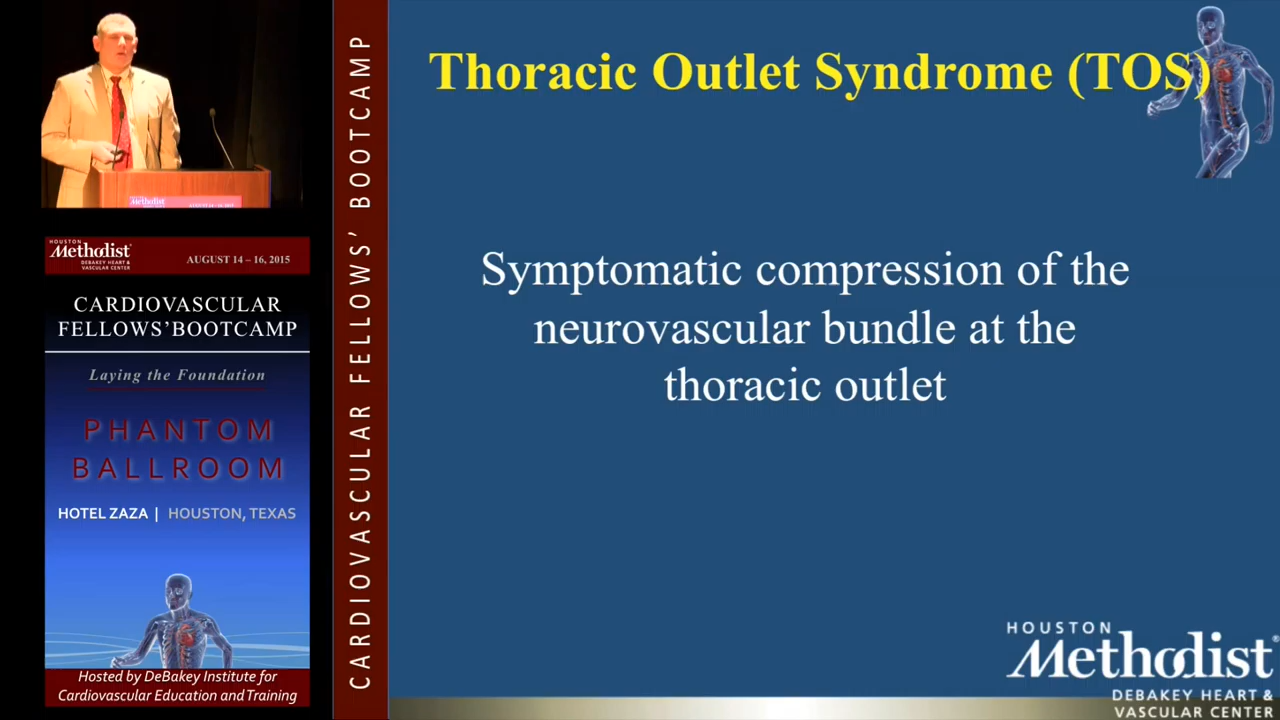 Thoracic Outlet Syndrome (TOS)
Symptomatic compression of the
neurovascular bundle at the
thoracic outlet
HOUSTON
Methodist
DEBAKEY HEART &
VASCULAR CENTER
CARDIOVASCULAR FELLOWS' BOOTCAMP
Methodist
HOUSTON
Methodist
DEBAKEY HEART &
VASCULAR CENTER
AUGUST 14 – 16, 2015
CARDIOVASCULAR
FELLOWS'BOOTCAMP
Laying the Foundation
PHANTOM
BALLROOM
HOTEL ZAZA | HOUSTON, TEXAS
Hosted by DeBakey Institute for
Cardiovascular Education and Training